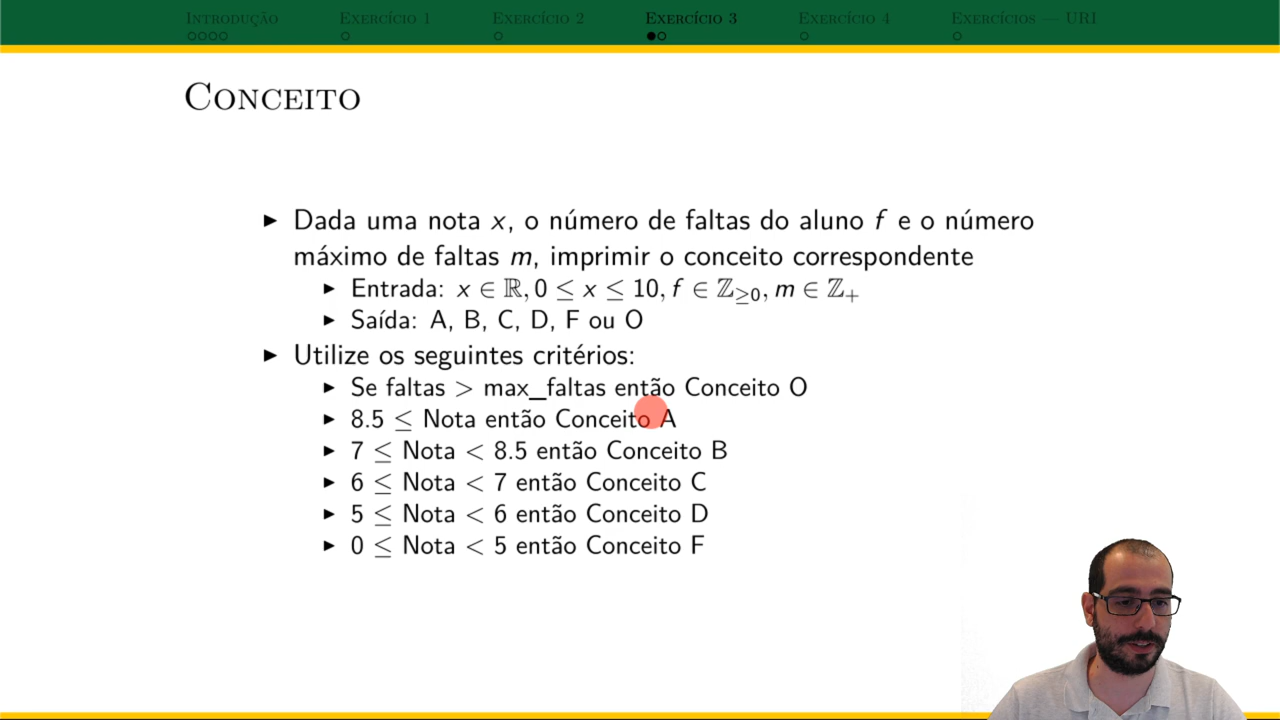 Introdução Exercício 1 Exercício 2 Exercício 3 Exercício 4 Exercícios — URI
Conceito
Dada uma nota x, o número de faltas do aluno f e o número
máximo de faltas m, imprimir o conceito correspondente
Entrada: x ∈ ℝ, 0 ≤ x ≤ 10, f ∈ ℤ≥0, m ∈ ℤ+
Saída: A, B, C, D, F ou O
Utilize os seguintes critérios:
Se faltas > max_faltas então Conceito O
8.5 ≤ Nota então Conceito A
7 ≤ Nota < 8.5 então Conceito B
6 ≤ Nota < 7 então Conceito C
5 ≤ Nota < 6 então Conceito D
0 ≤ Nota < 5 então Conceito F